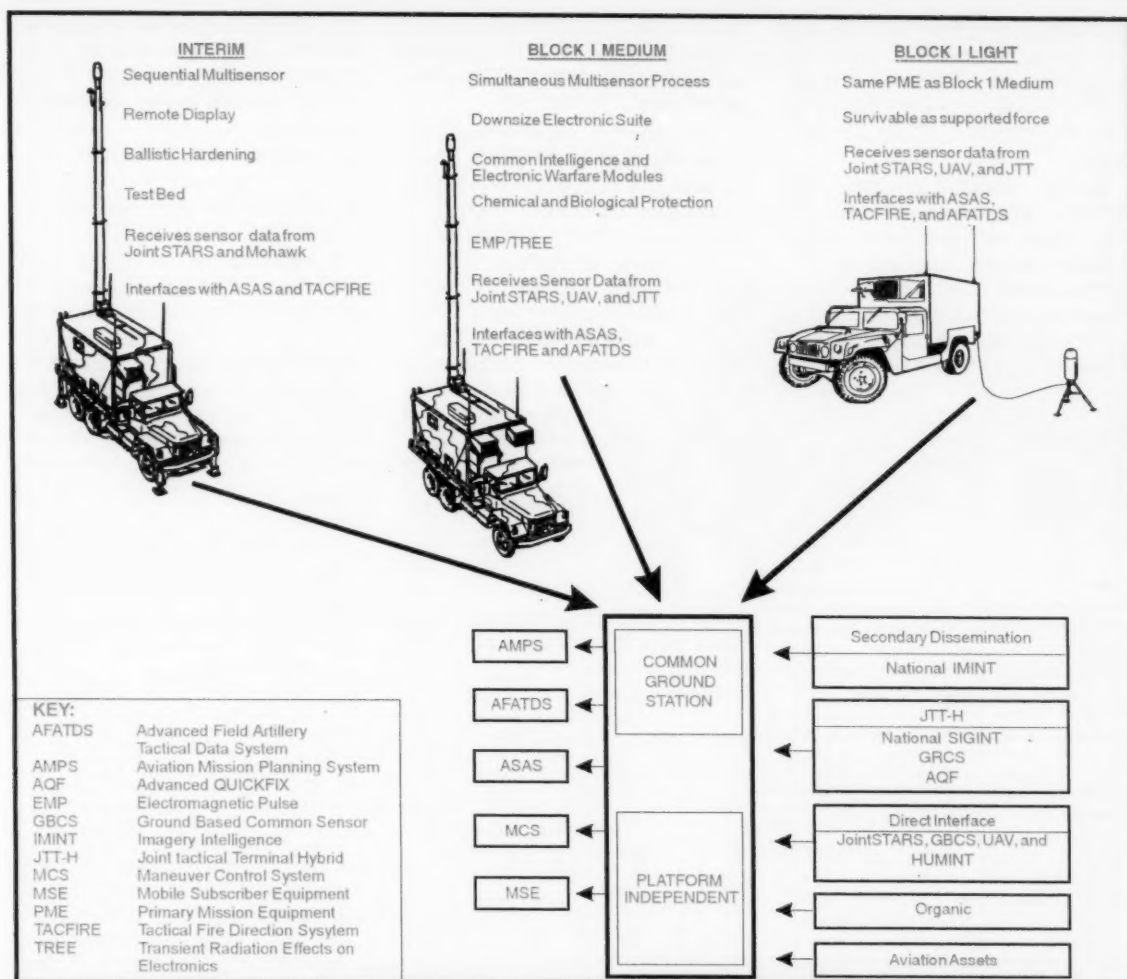 INTERIM
Sequential Multisensor
Remote Display
Ballistic Hardening
Test Bed
Receives sensor data from
Joint STARS and Mohawk
Interfaces with ASAS and TACFIRE
BLOCK I MEDIUM
Simultaneous Multisensor Process
Downsize Electronic Suite
Common Intelligence and
Electronic Warfare Modules
Chemical and Biological Protection
EMP/TREE
Receives Sensor Data from
Joint STARS, UAV, and JTT
Interfaces with ASAS,
TACFIRE and AFATDS
BLOCK I LIGHT
Same PME as Block 1 Medium
Survivable as supported force
Receives sensor data from
Joint STARS, UAV, and JTT
Interfaces with ASAS,
TACFIRE, and AFATDS
AMPS
AFATDS
ASAS
MCS
MSE
COMMON
GROUND
STATION
PLATFORM
INDEPENDENT
Secondary Dissemination
National IMINT
JTT-H
National SIGINT
GRCS
AQF
Direct Interface
JointSTARS, GBCS, UAV, and
HUMINT
Organic
Aviation Assets
KEY:
AFATDS Advanced Field Artillery
Tactical Data System
AMPS Aviation Mission Planning System
AQF Advanced QUICKFIX
EMP Electromagnetic Pulse
GBCS Ground Based Common Sensor
IMINT Imagery Intelligence
JTT-H Joint tactical Terminal Hybrid
MCS Maneuver Control System
MSE Mobile Subscriber Equipment
PME Primary Mission Equipment
TACFIRE Tactical Fire Direction Sysytem
TREE Transient Radiation Effects on
Electronics